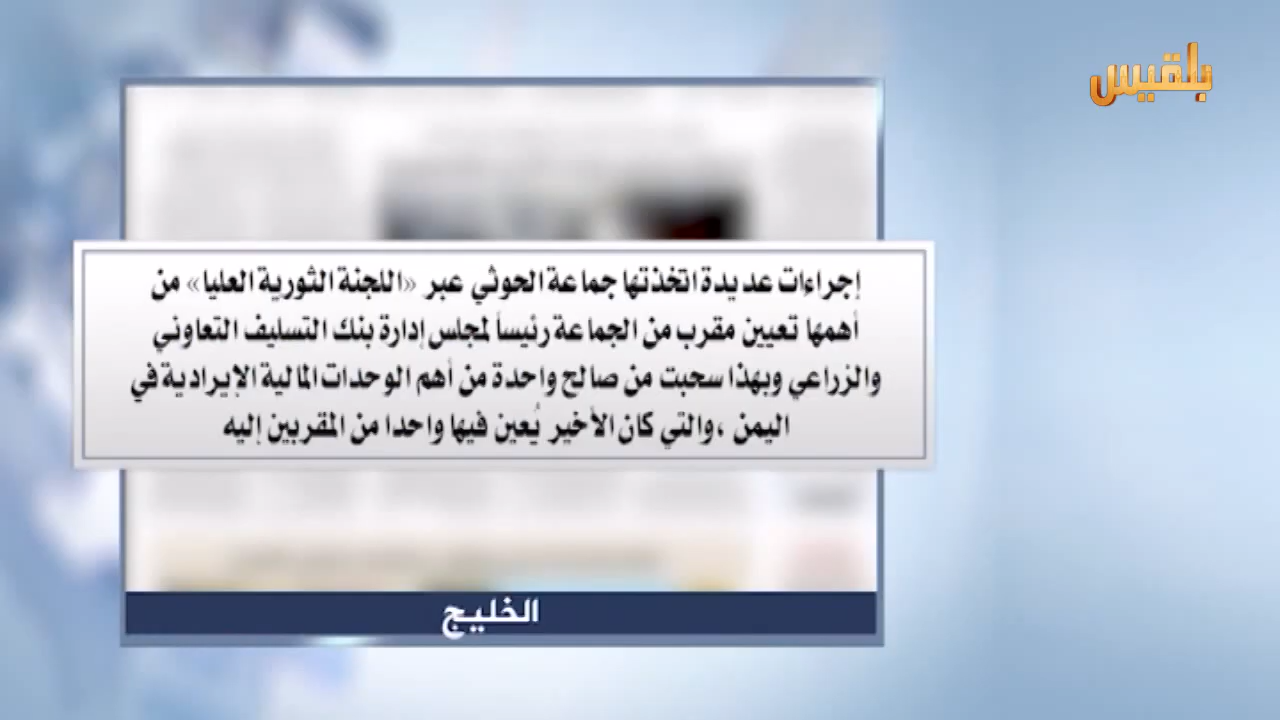 بلقيس
إجراءات عديدة اتخذتها جماعة الحوثي عبر «اللجنة الثورية العليا» من
أهمها تعيين مقرب من الجماعة رئيساً لمجلس إدارة بنك التسليف التعاوني
والزراعي وبهذا سحبت من صالح واحدة من أهم الوحدات المالية الإيرادية في
اليمن ،والتي كان الأخير يُعين فيها واحدا من المقربين إليه
الخليج